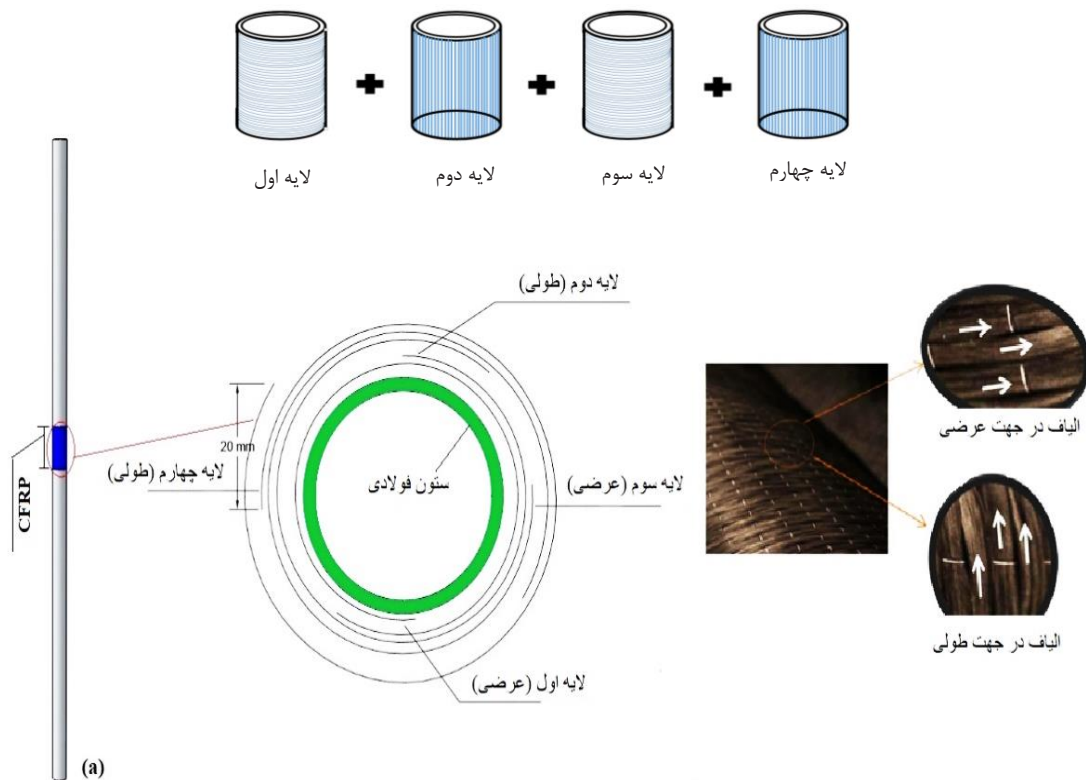 لایه اول
لایه دوم
لایه سوم
لایه چهارم
لایه دوم (طولی)
20 mm
لایه چهارم (طولی)
ستون فولادی
لایه سوم (عرضی)
لایه اول (عرضی)
CFRP
الیاف در جهت عرضی
الیاف در جهت طولی
(a)